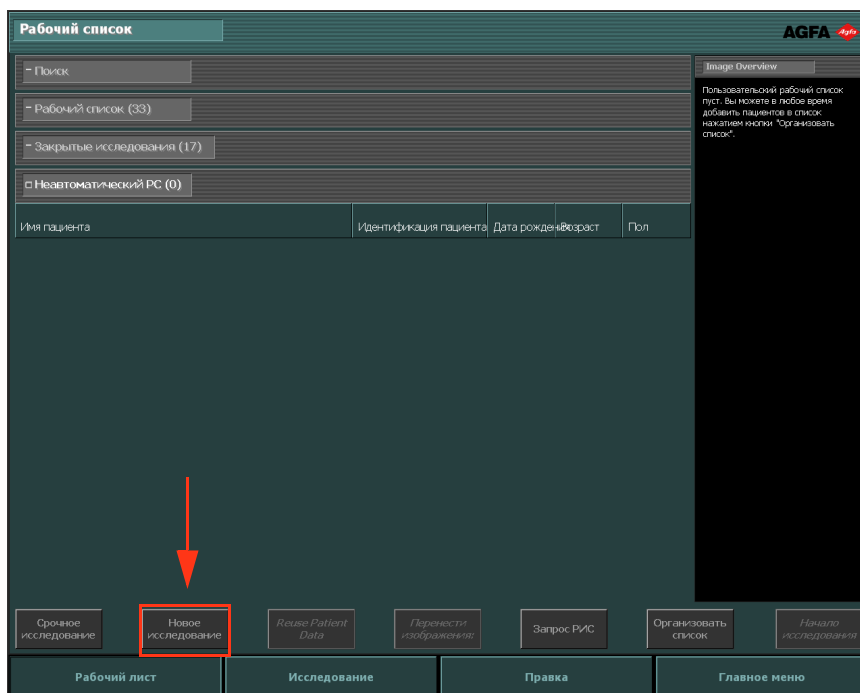 Рабочий список
AGFA Agfa
- Поиск
- Рабочий список (33)
- Закрытые исследования (17)
Неавтоматический РС (0)
Имя пациента Идентификация пациента Дата рождения Возраст Пол
Image Overview
Пользовательский рабочий список
пуст. Вы можете в любое время
добавить пациентов в список
нажатием кнопки "Организовать
список".
Срочное
исследование
Новое
исследование
Reuse Patient
Data
Перенести
изображения:
Запрос РИС
Организовать
список
Начало
исследования
Рабочий лист Исследование Правка Главное меню